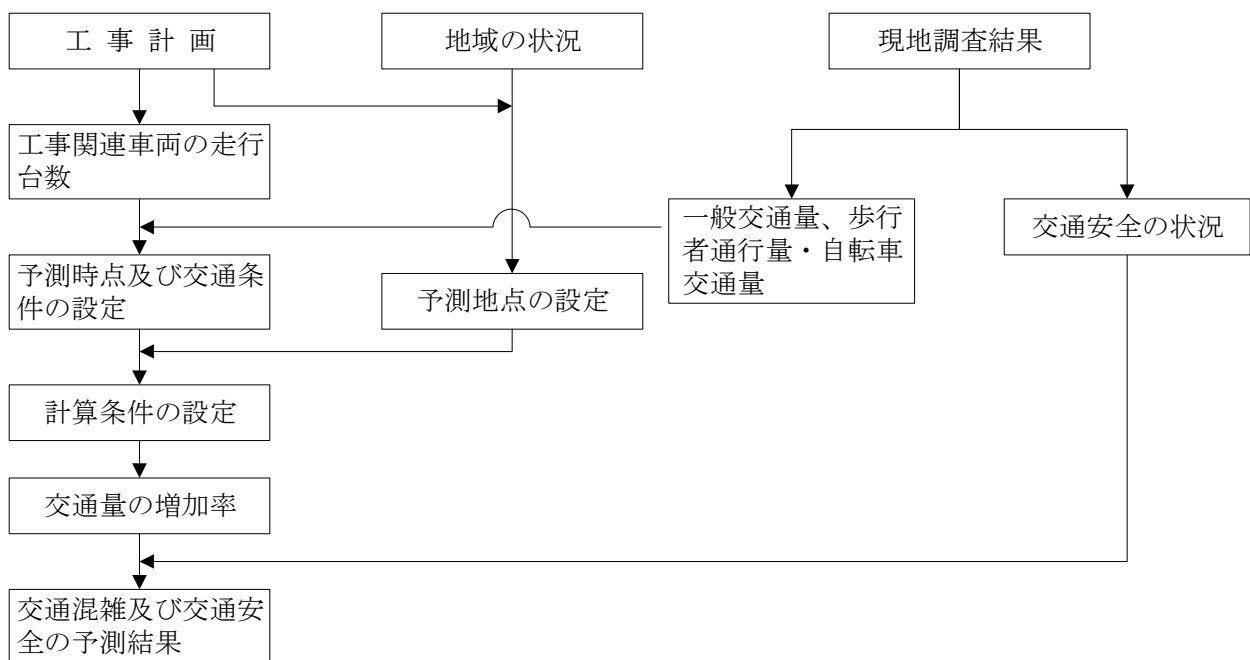 工 事 計 画
地域の状況
現地調査結果
工事関連車両の走行
台数
一般交通量、歩行
者通行量・自転車
交通量
交通安全の状況
予測時点及び交通条
件の設定
予測地点の設定
計算条件の設定
交通量の増加率
交通混雑及び交通安
全の予測結果